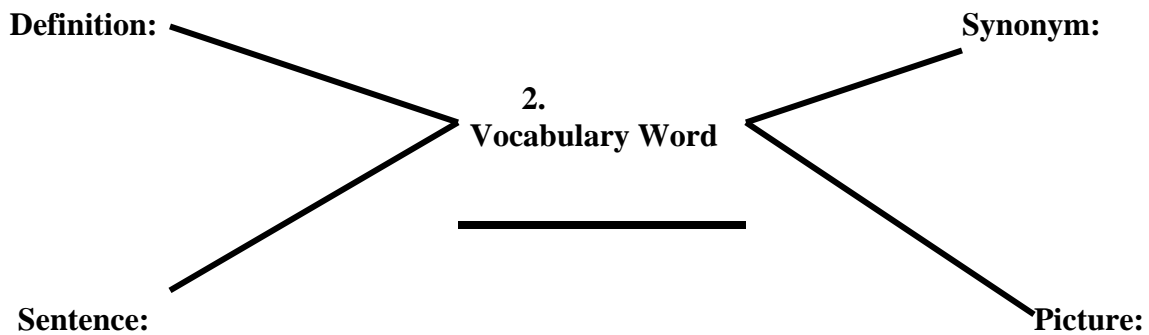 Definition:
Synonym:
2.
Vocabulary Word
Sentence:
Picture: